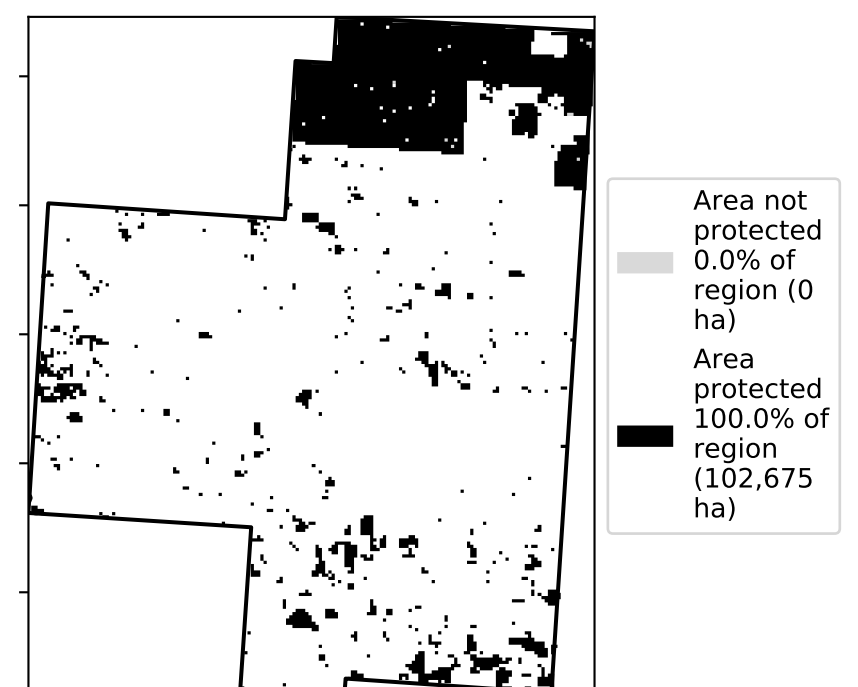 Area not
protected
0.0% of
region (0
ha)
Area
protected
100.0% of
region
(102,675
ha)